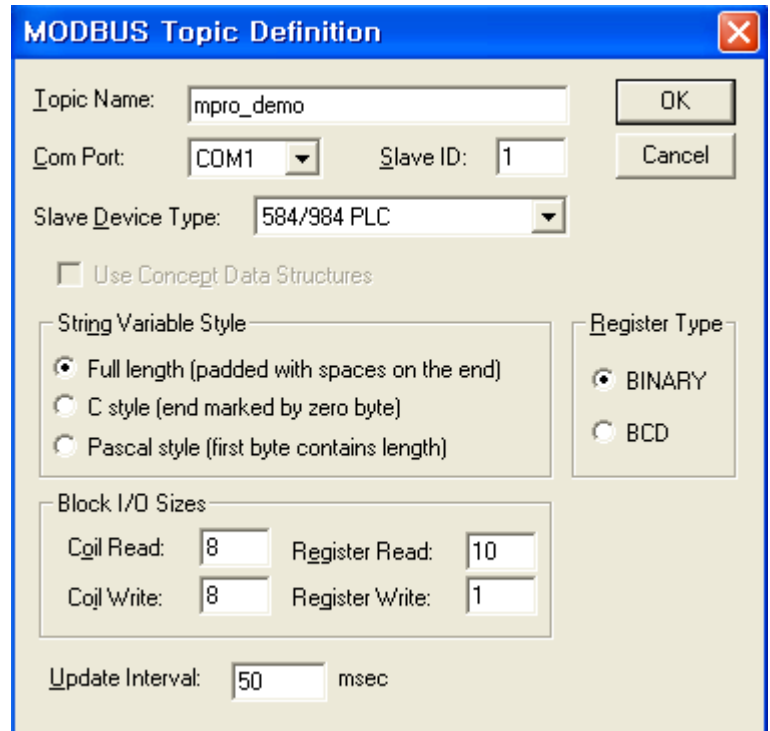 MODBUS Topic Definition
Topic Name: mpro_demo OK
Com Port: COM1 Slave ID: 1 Cancel
Slave Device Type: 584/984 PLC
Use Concept Data Structures
String Variable Style Register Type
Full length (padded with spaces on the end) BINARY
C style (end marked by zero byte)
Pascal style (first byte contains length) BCD
Block I/O Sizes
Coil Read: 8 Register Read: 10
Coil Write: 8 Register Write: 1
Update Interval: 50 msec